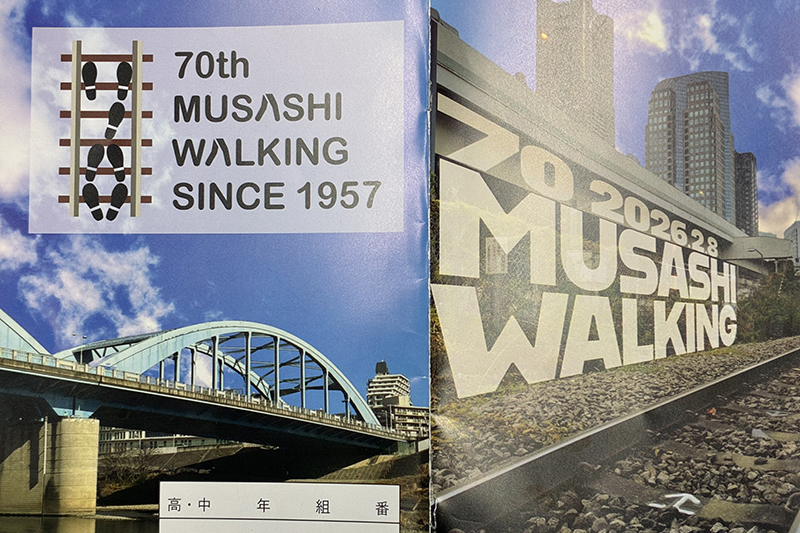 70th
MUSASHI
WALKING
SINCE 1957
高・中 年 組 番
70 2026.2.8
MUSASHI
WALKING